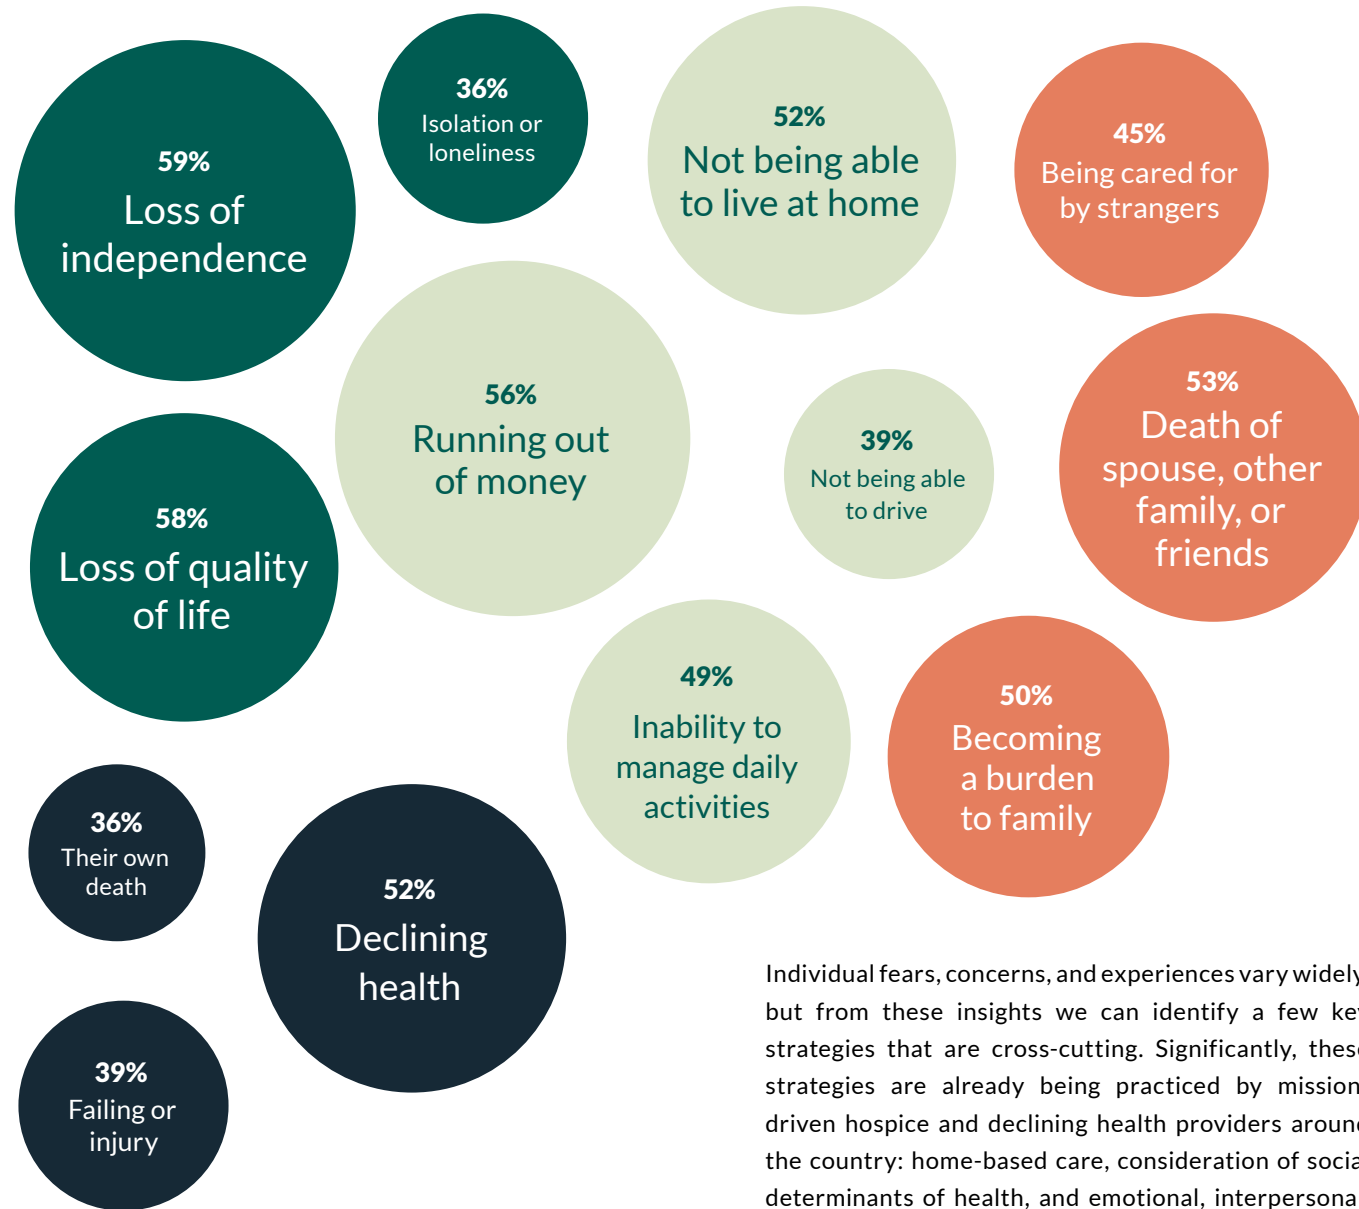 36%
Isolation or
loneliness
52%
Not being able
to live at home
45%
Being cared for
by strangers
59%
Loss of
independence
56%
Running out
of money
39%
Not being able
to drive
53%
Death of
spouse, other
family, or
friends
58%
Loss of quality
of life
49%
Inability to
manage daily
activities
50%
Becoming
a burden
to family
36%
Their own
death
52%
Declining
health
39%
Failing or
injury
Individual fears, concerns, and experiences vary widely
but from these insights we can identify a few key
strategies that are cross-cutting. Significantly, these
strategies are already being practiced by mission
driven hospice and declining health providers around
the country: home-based care, consideration of social
determinants of health, and emotional, interpersonal